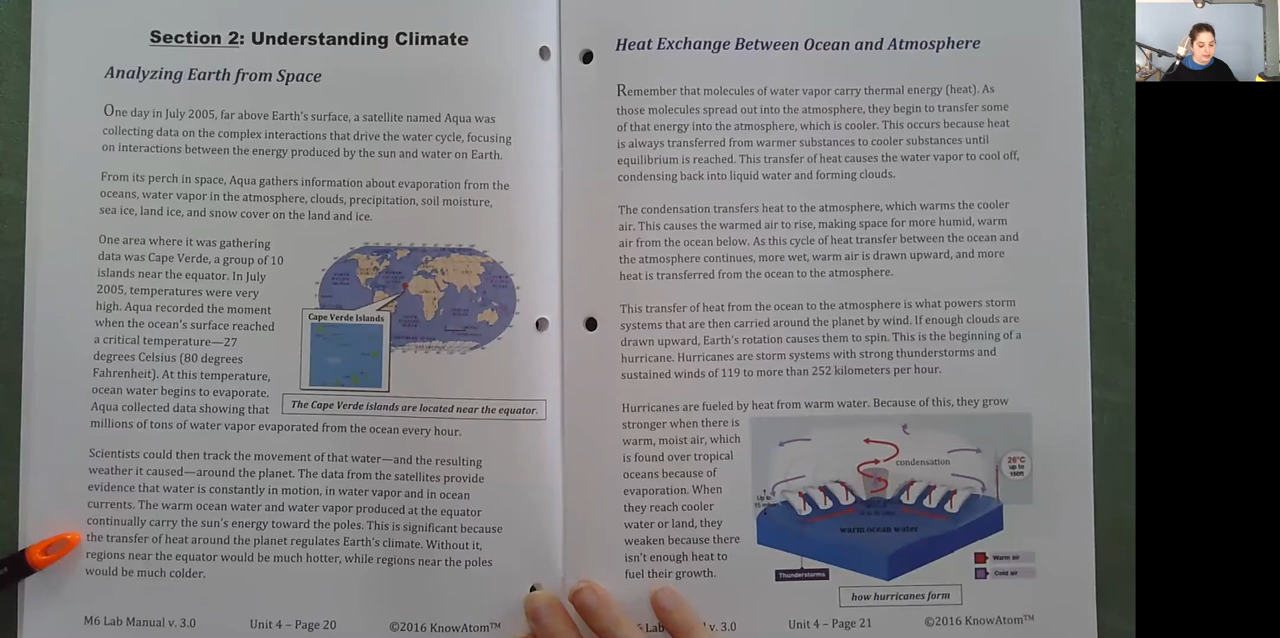 Section 2: Understanding Climate
Analyzing Earth from Space
One day in July 2005, far above Earth's surface, a satellite named Aqua was
collecting data on the complex interactions that drive the water cycle, focusing
on interactions between the energy produced by the sun and water on Earth.
From its perch in space, Aqua gathers information about evaporation from the
oceans, water vapor in the atmosphere, clouds, precipitation, soil moisture,
sea ice, land ice, and snow cover on the land and ice.
One area where it was gathering
data was Cape Verde, a group of 10
islands near the equator. In July
2005, temperatures were very
high. Aqua recorded the moment
when the ocean's surface reached
a critical temperature—27
degrees Celsius (80 degrees
Fahrenheit). At this temperature,
ocean water begins to evaporate.
Aqua collected data showing that
millions of tons of water vapor evaporated from the ocean every hour.
Cape Verde Islands
The Cape Verde islands are located near the equator.
Scientists could then track the movement of that water—and the resulting
weather it caused—around the planet. The data from the satellites provide
evidence that water is constantly in motion, in water vapor and in ocean
currents. The warm ocean water and water vapor produced at the equator
continually carry the sun's energy toward the poles. This is significant because
the transfer of heat around the planet regulates Earth's climate. Without it,
regions near the equator would be much hotter, while regions near the poles
would be much colder.
M6 Lab Manual v. 3.0 Unit 4 – Page 20 ©2016 KnowAtom™
Heat Exchange Between Ocean and Atmosphere
Remember that molecules of water vapor carry thermal energy (heat). As
those molecules spread out into the atmosphere, they begin to transfer some
of that energy into the atmosphere, which is cooler. This occurs because heat
is always transferred from warmer substances to cooler substances until
equilibrium is reached. This transfer of heat causes the water vapor to cool off,
condensing back into liquid water and forming clouds.
The condensation transfers heat to the atmosphere, which warms the cooler
air. This causes the warmed air to rise, making space for more humid, warm
air from the ocean below. As this cycle of heat transfer between the ocean and
the atmosphere continues, more wet, warm air is drawn upward, and more
heat is transferred from the ocean to the atmosphere.
This transfer of heat from the ocean to the atmosphere is what powers storm
systems that are then carried around the planet by wind. If enough clouds are
drawn upward, Earth's rotation causes them to spin. This is the beginning of a
hurricane. Hurricanes are storm systems with strong thunderstorms and
sustained winds of 119 to more than 252 kilometers per hour.
Hurricanes are fueled by heat from warm water. Because of this, they grow
stronger when there is
warm, moist air, which
is found over tropical
oceans because of
evaporation. When
they reach cooler
water or land, they
weaken because there
isn't enough heat to
fuel their growth.
condensation
26°C
up to
Up to
warm ocean water
Warm air
Cold air
Thunderstorms
how hurricanes form
Lab v. 3.0 Unit 4 – Page 21 ©2016 KnowAtom™